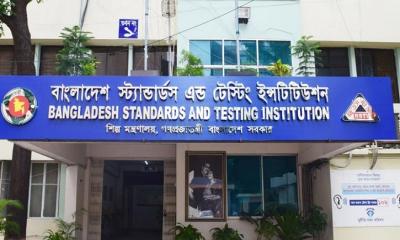 বাংলাদেশ স্ট্যান্ডার্ডস এন্ড টেস্টিং ইন্সটিটিউশন
BANGLADESH STANDARDS AND TESTING INSTITUTION
শিল্প মন্ত্রণালয়, গণপ্রজাতন্ত্রী বাংলাদেশ সরকার